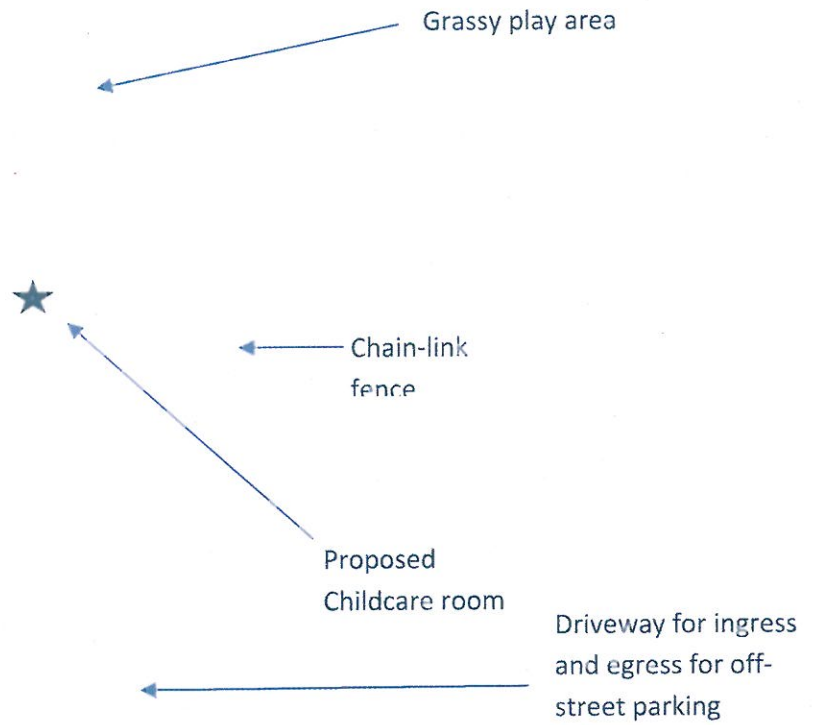 Grassy play area
Chain-link
fence
Proposed
Childcare room
Driveway for ingress
and egress for off-
street parking